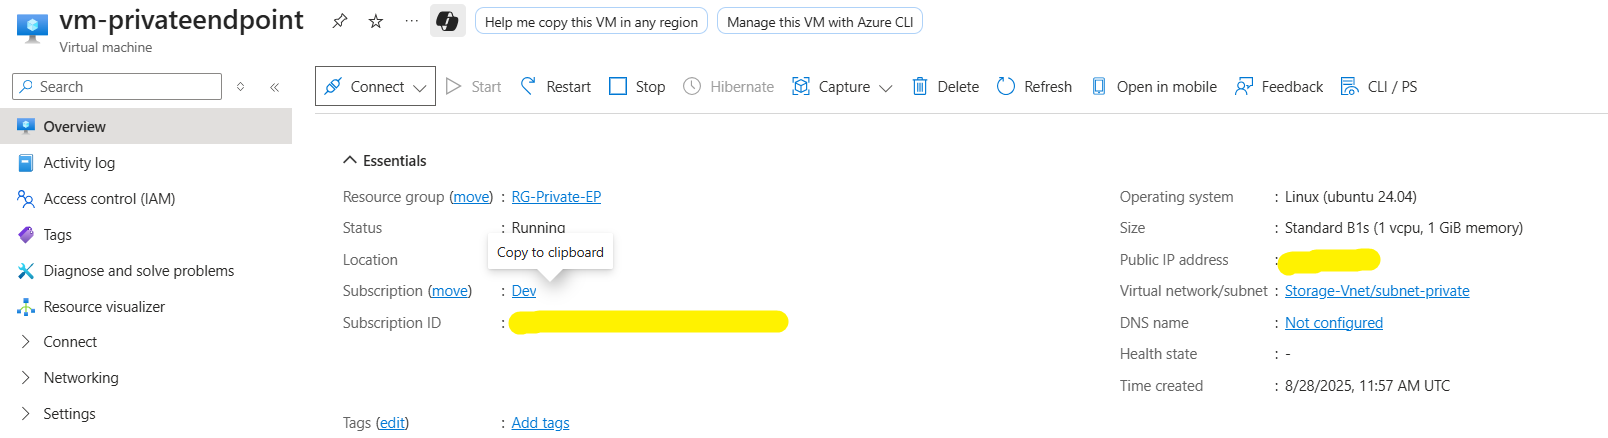 vm-privateendpoint
Help me copy this VM in any region
Manage this VM with Azure CLI
Virtual machine
Search
Connect
Start
Restart
Stop
Hibernate
Capture
Delete
Refresh
Open in mobile
Feedback
CLI / PS
Overview
Activity log
Access control (IAM)
Tags
Diagnose and solve problems
Resource visualizer
Connect
Networking
Settings
Essentials
Resource group (move) : RG-Private-EP
Status : Running
Location
Copy to clipboard
Subscription (move) : Dev
Subscription ID :
Tags (edit) : Add tags
Operating system : Linux (ubuntu 24.04)
Size : Standard B1s (1 vcpu, 1 GiB memory)
Public IP address :
Virtual network/subnet : Storage-Vnet/subnet-private
DNS name : Not configured
Health state : -
Time created : 8/28/2025, 11:57 AM UTC